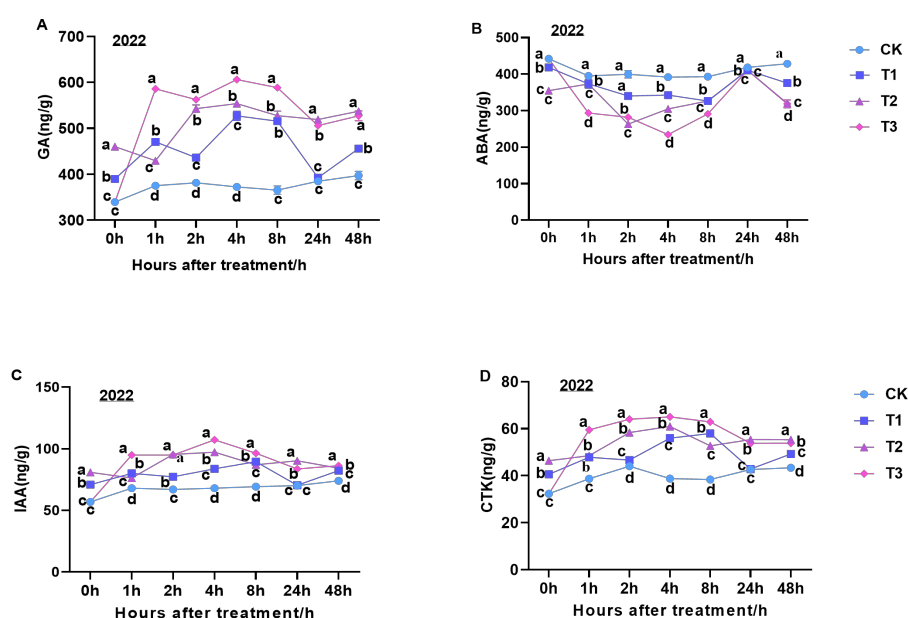 A
2022
GA(ng/g)
700
600
500
400
300
a b c c
a b c d
a b c d
a b c d
a b c
a b c
a b c
0h 1h 2h 4h 8h 24h 48h
Hours after treatment/h
B
2022
ABA(ng/g)
500
400
300
200
100
0
a b b c
a b c d
a a b c
a b c d
a b c d
a b c
a b c d
0h 1h 2h 4h 8h 24h 48h
Hours after treatment/h
CK
T1
T2
T3
C
2022
IAA(ng/g)
150
100
50
0
a b c c
a b c
a a b c
a b c d
a b c d
a b c c
b c d
0h 1h 2h 4h 8h 24h 48h
Hours after treatment/h
D
2022
CTK(ng/g)
80
60
40
20
0
a b c c
a b b c
a b c d
a b c d
a b b d
a b c c
a b c d
0h 1h 2h 4h 8h 24h 48h
Hours after treatment/h
CK
T1
T2
T3